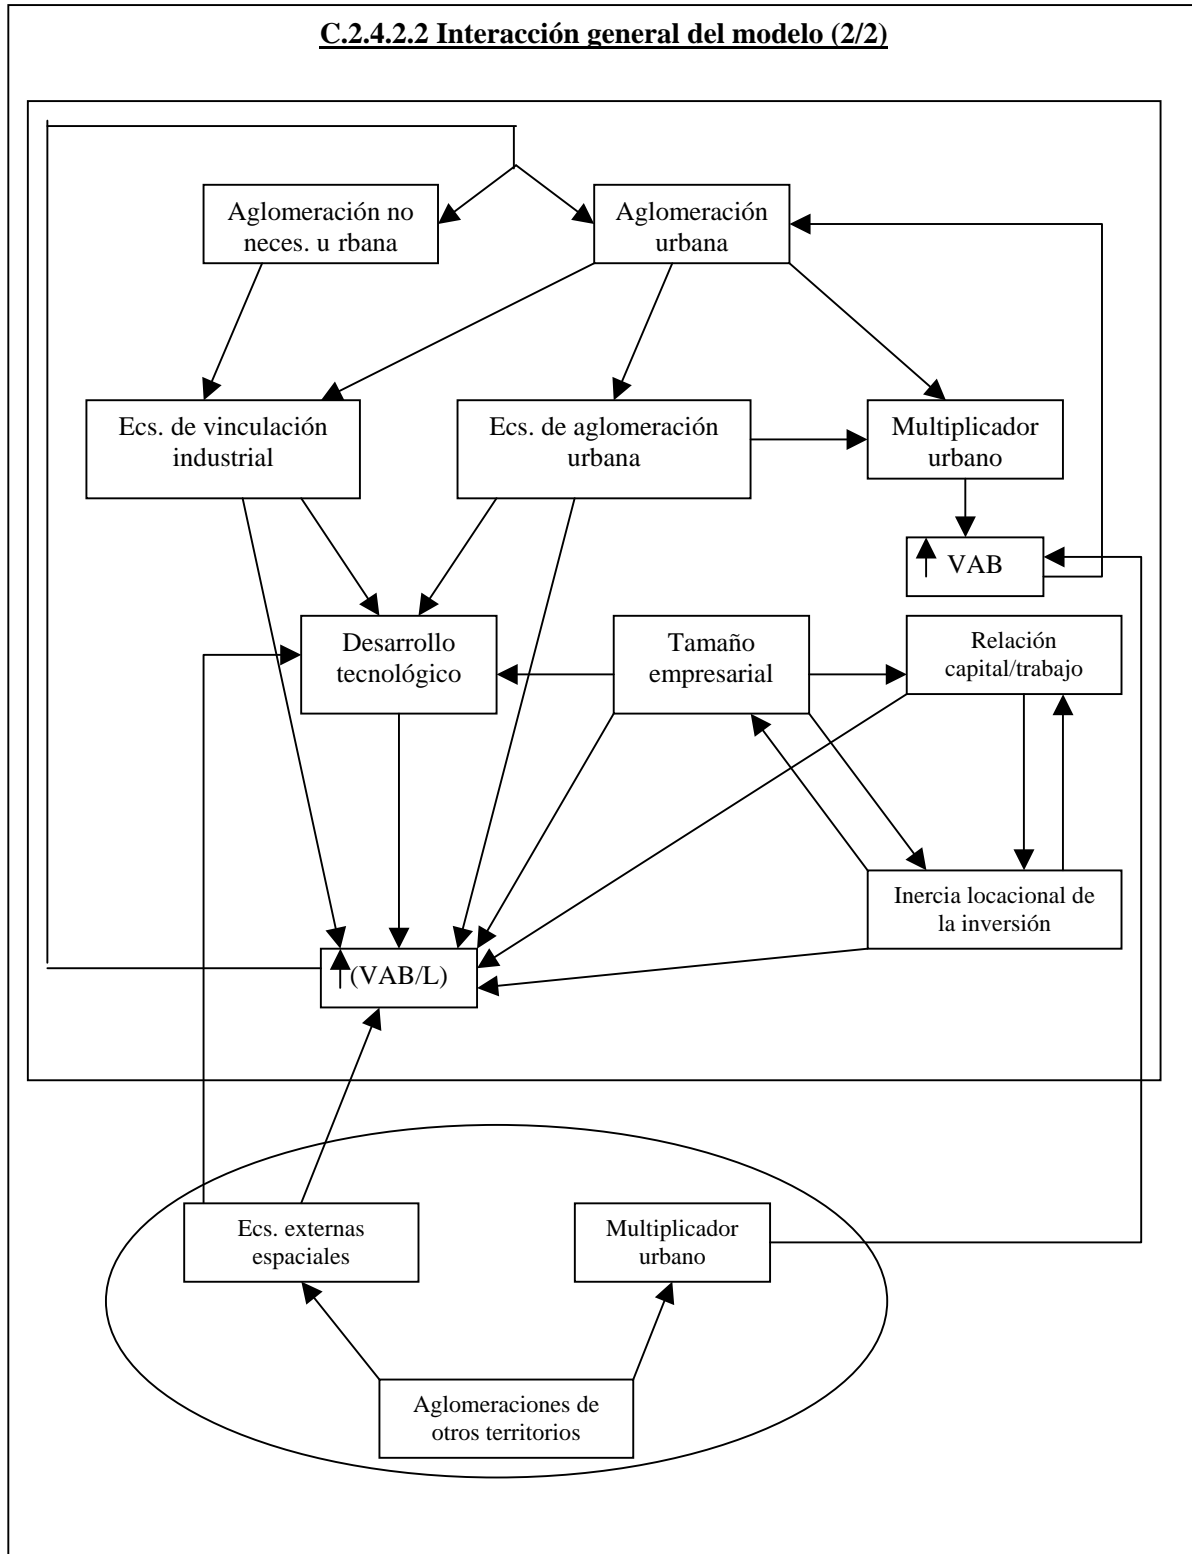 C.2.4.2.2 Interacción general del modelo (2/2)
Aglomeración no
neces. u rbana
Aglomeración
urbana
Ecs. de vinculación
industrial
Ecs. de aglomeración
urbana
Multiplicador
urbano
VAB
Desarrollo
tecnológico
Tamaño
empresarial
Relación
capital/trabajo
Inercia locacional de
la inversión
(VAB/L)
Ecs. externas
espaciales
Multiplicador
urbano
Aglomeraciones de
otros territorios